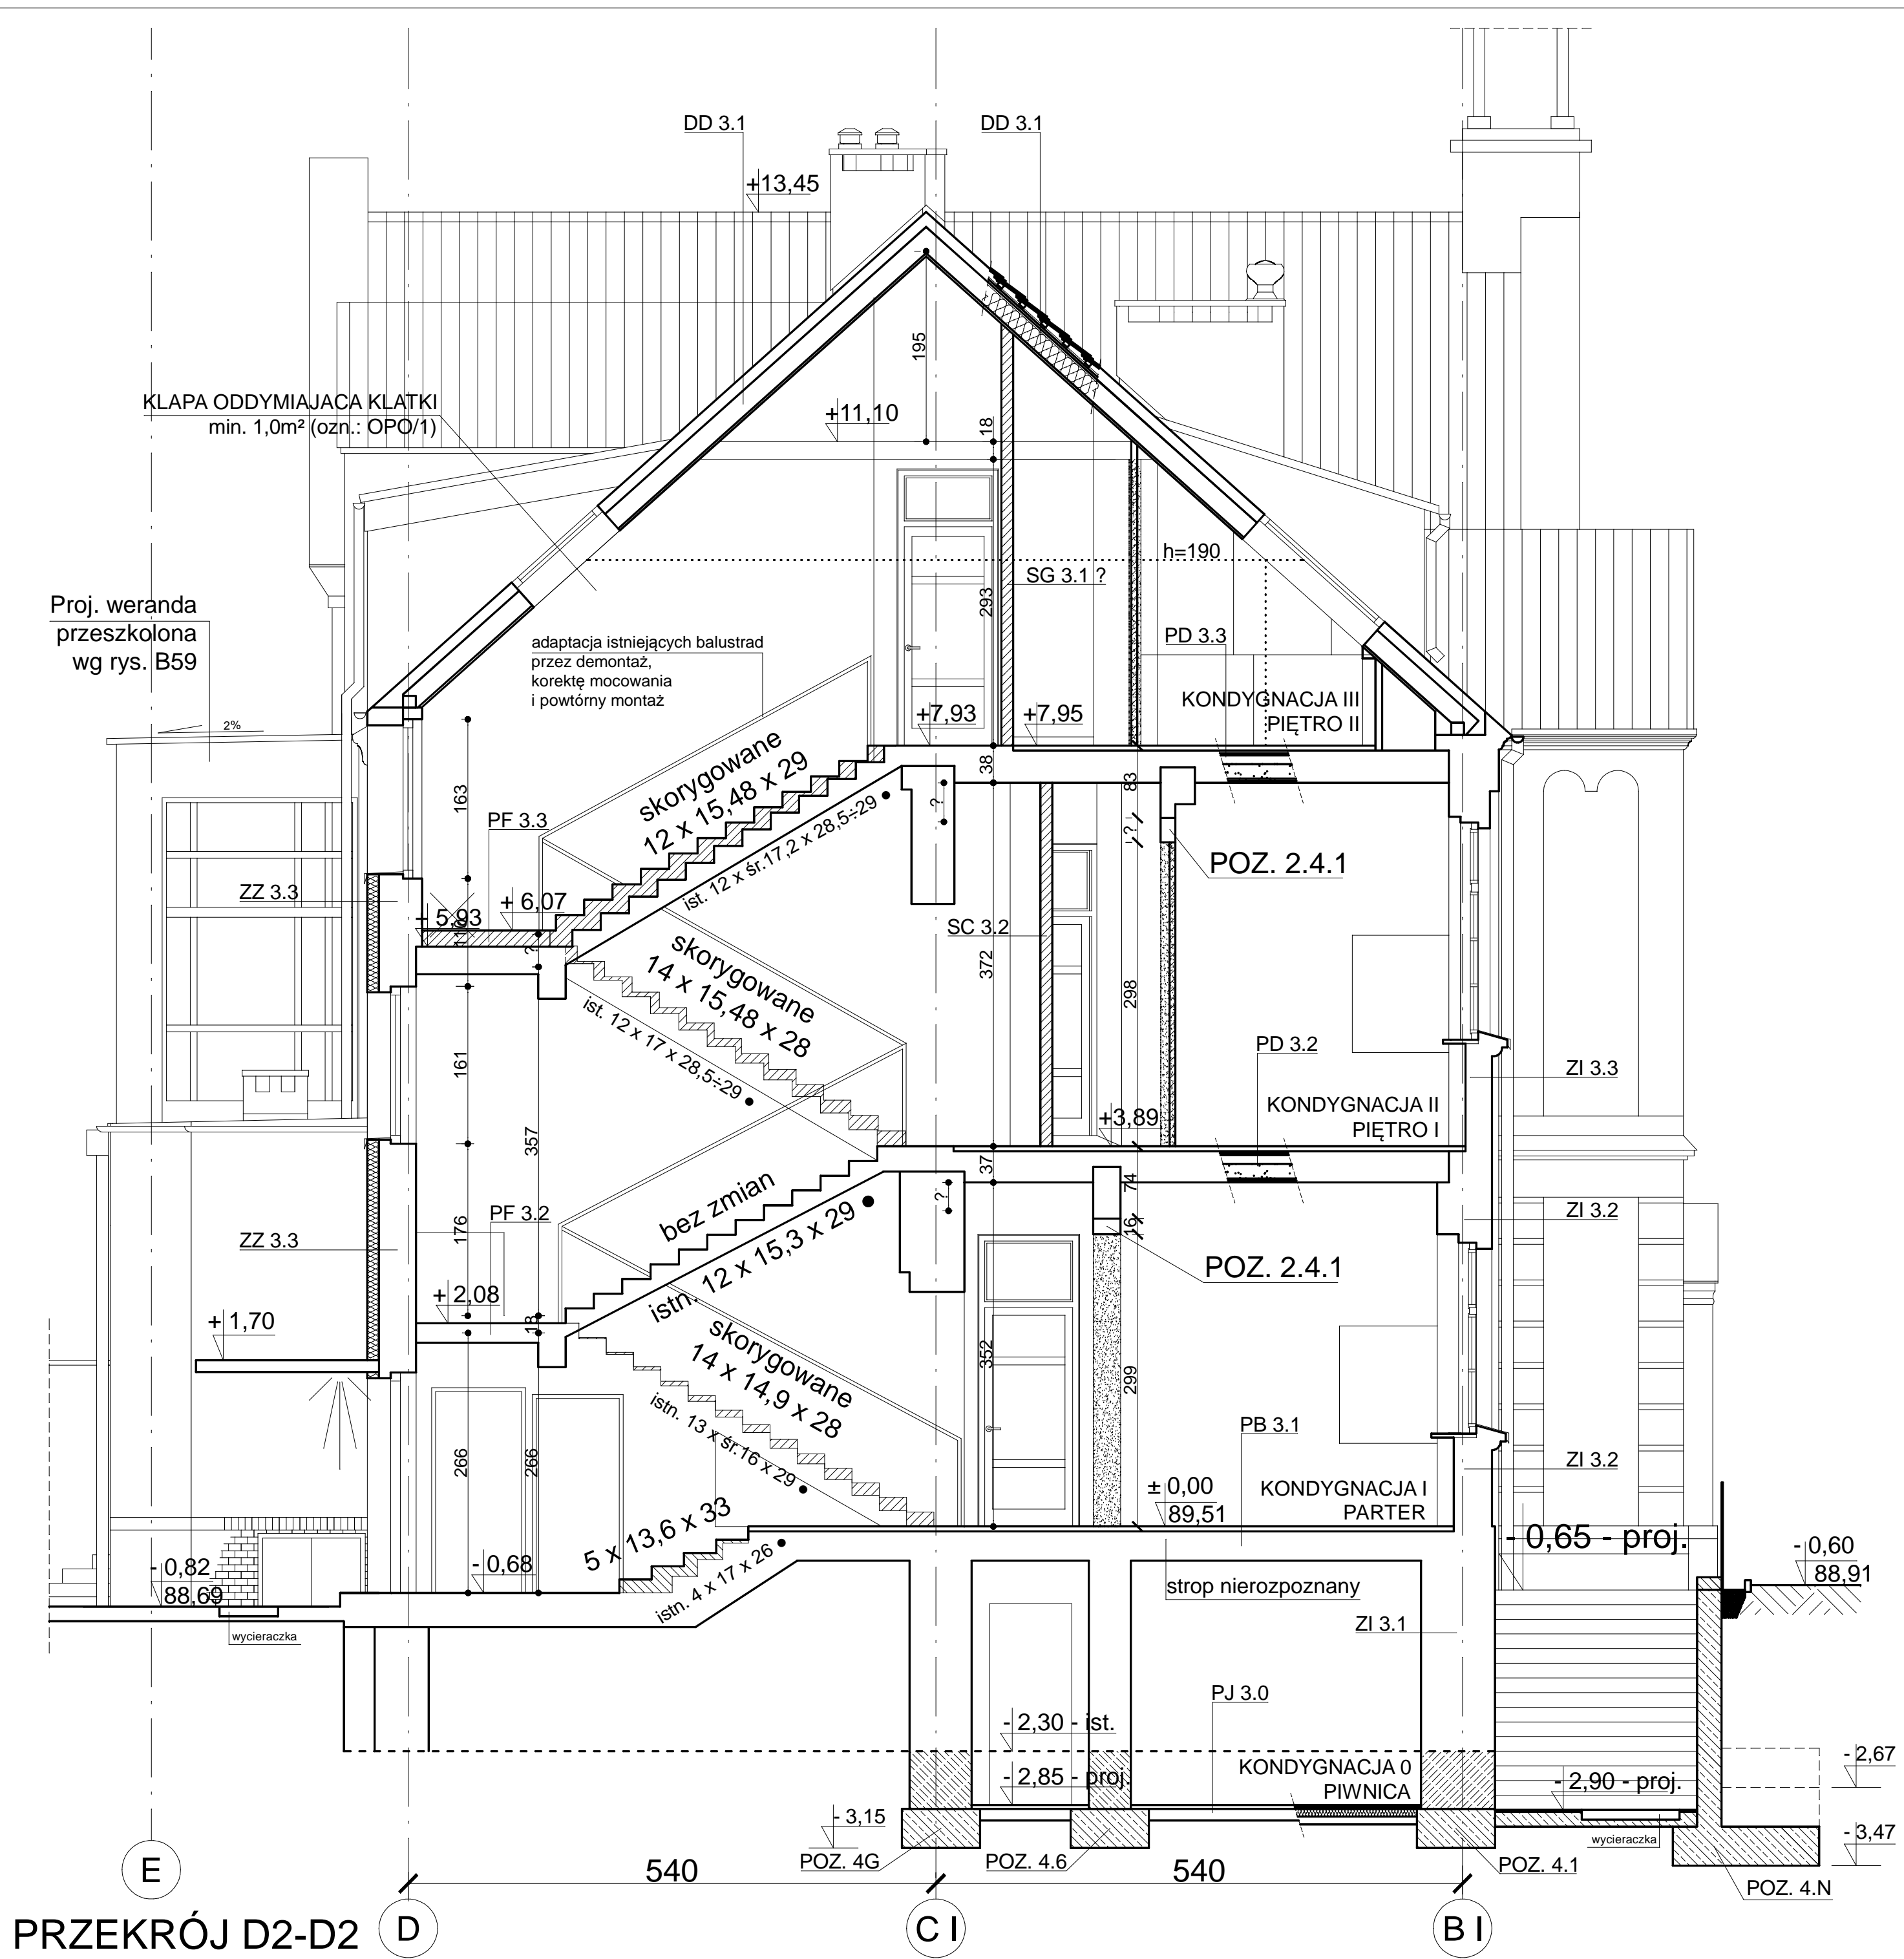 DD 3.1
DD 3.1
+13,45
195
KLAPA ODDYMIAJACA KLATKI
min. 1,0m² (ozn.: OPO/1)
+11,10
18
h=190
SG 3.1 ?
293
Proj. weranda
przeszkolona
wg rys. B59
adaptacja istniejących balustrad
przez demontaż,
korektę mocowania
i powtórny montaż
PD 3.3
KONDYGNACJA III
PIĘTRO II
2%
+7,93
+7,95
38
83
163
skorygowane
12 x 15,48 x 29
ist. 12 x śr.17,2 x 28,5÷29
?
?
PF 3.3
POZ. 2.4.1
ZZ 3.3
+ 5,93
+ 6,07
?
SC 3.2
372
298
skorygowane
14 x 15,48 x 28
ist. 12 x 17 x 28,5÷29
PD 3.2
161
357
ZI 3.3
KONDYGNACJA II
PIĘTRO I
+3,89
37
74
?
16
bez zmian
istn. 12 x 15,3 x 29
176
PF 3.2
ZZ 3.3
ZI 3.2
POZ. 2.4.1
+ 2,08
18
+ 1,70
skorygowane
14 x 14,9 x 28
istn. 13 x śr.16 x 29
352
299
266
266
PB 3.1
ZI 3.2
KONDYGNACJA I
PARTER
± 0,00
89,51
5 x 13,6 x 33
istn. 4 x 17 x 26
- 0,82
88,69
- 0,68
- 0,65 - proj.
- 0,60
88,91
strop nierozpoznany
wycieraczka
ZI 3.1
PJ 3.0
- 2,30 - ist.
- 2,85 - proj.
KONDYGNACJA 0
PIWNICA
- 2,90 - proj.
- 2,67
- 3,15
wycieraczka
- 3,47
POZ. 4G
POZ. 4.6
POZ. 4.1
POZ. 4.N
540
540
E
D
C I
B I
PRZEKRÓJ D2-D2